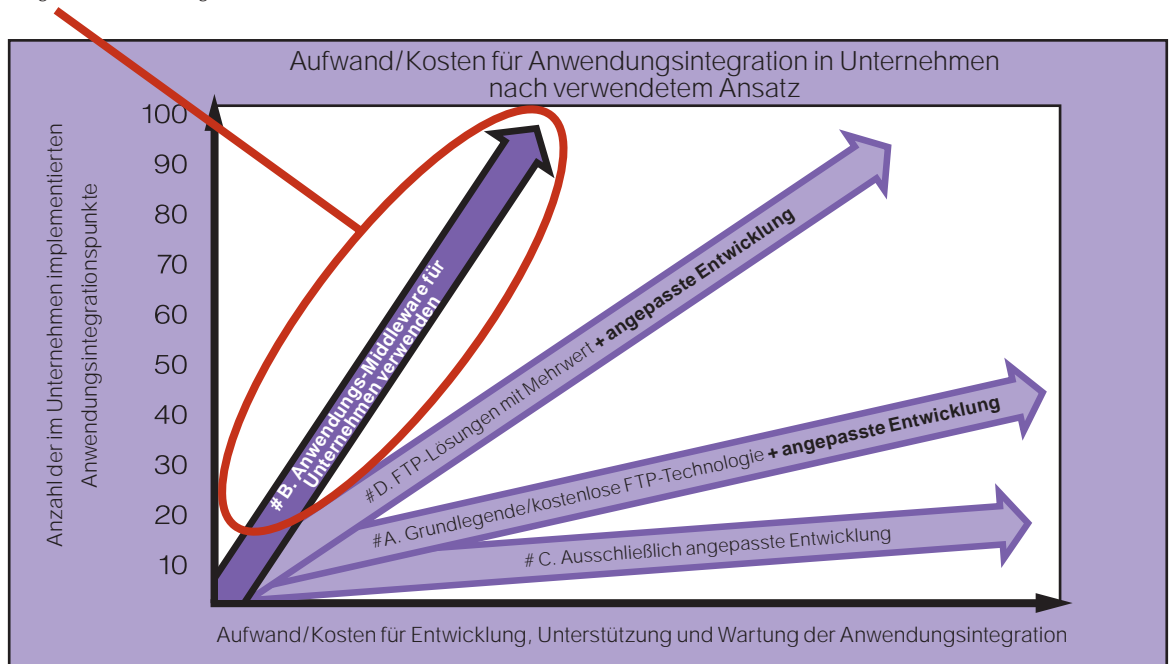 Aufwand/Kosten für Anwendungsintegration in Unternehmen
nach verwendetem Ansatz
Anzahl der im Unternehmen implementierten
Anwendungsintegrationspunkte
100
90
80
70
60
50
40
30
20
10
# B. Anwendungs-Middleware für
Unternehmen verwenden
#D. FTP-Lösungen mit Mehrwert + angepasste Entwicklung
#A. Grundlegende/kostenlose FTP-Technologie + angepasste Entwicklung
# C. Ausschließlich angepasste Entwicklung
Aufwand/Kosten für Entwicklung, Unterstützung und Wartung der Anwendungsintegration